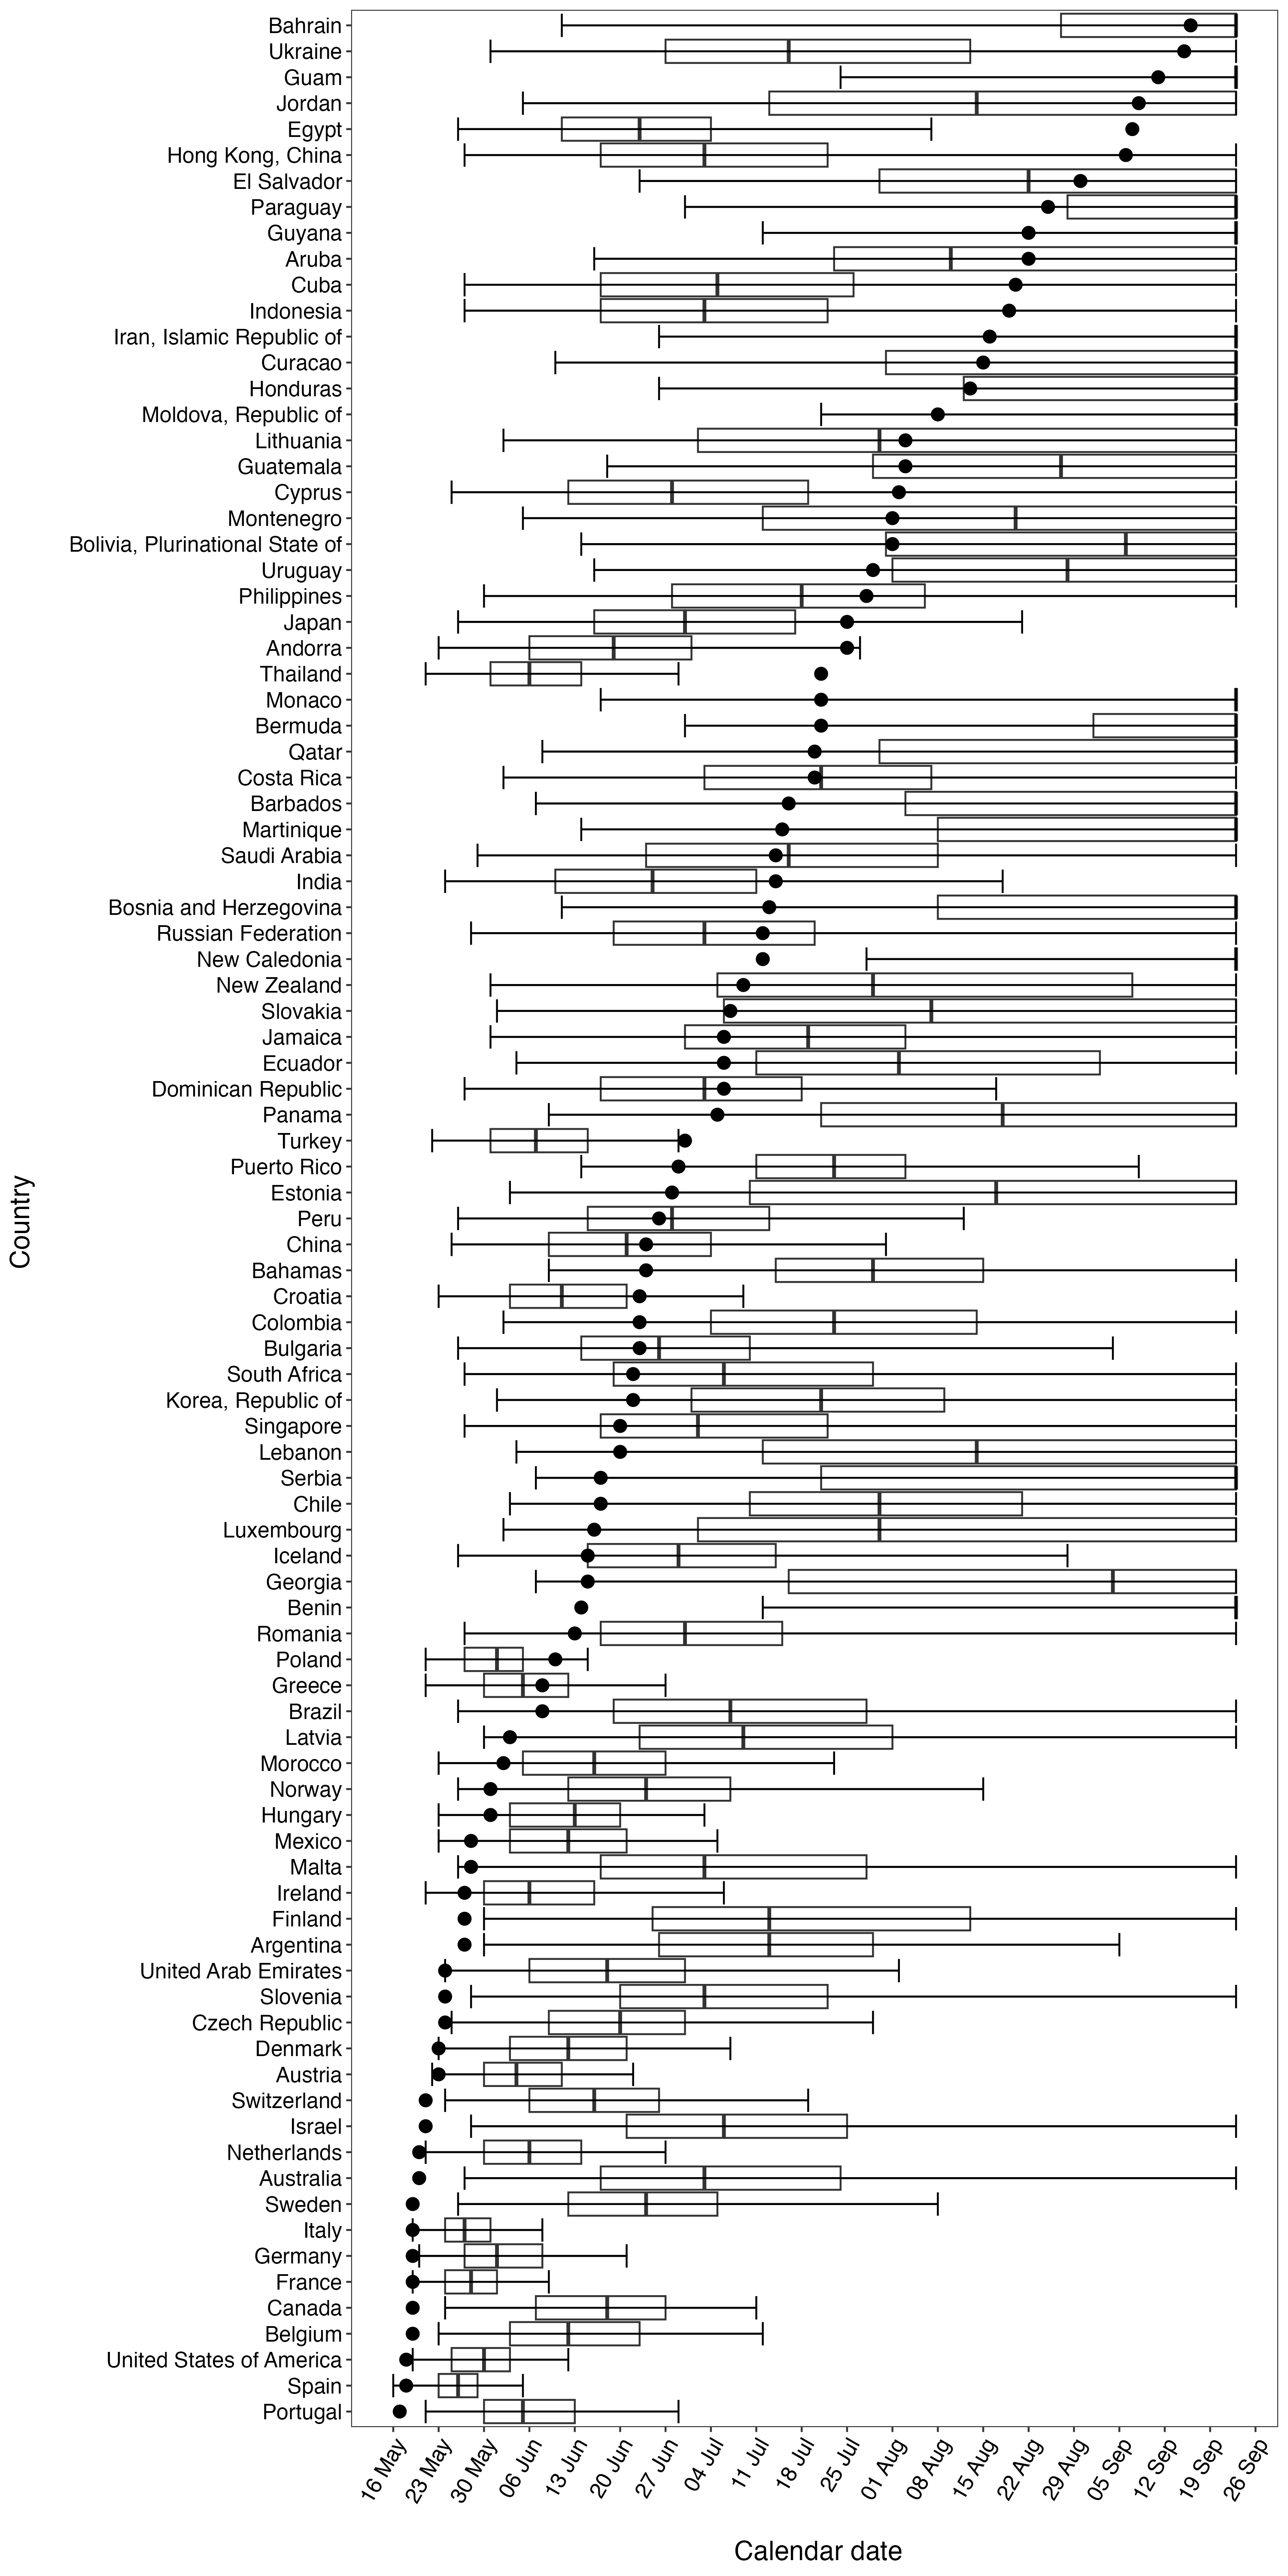 Bahrain
Ukraine
Guam
Jordan
Egypt
Hong Kong, China
El Salvador
Paraguay
Guyana
Aruba
Cuba
Indonesia
Iran, Islamic Republic of
Curacao
Honduras
Moldova, Republic of
Lithuania
Guatemala
Cyprus
Montenegro
Bolivia, Plurinational State of
Uruguay
Philippines
Japan
Andorra
Thailand
Monaco
Bermuda
Qatar
Costa Rica
Barbados
Martinique
Saudi Arabia
India
Bosnia and Herzegovina
Russian Federation
New Caledonia
New Zealand
Slovakia
Jamaica
Ecuador
Dominican Republic
Panama
Turkey
Puerto Rico
Estonia
Peru
China
Bahamas
Croatia
Colombia
Bulgaria
South Africa
Korea, Republic of
Singapore
Lebanon
Serbia
Chile
Luxembourg
Iceland
Georgia
Benin
Romania
Poland
Greece
Brazil
Latvia
Morocco
Norway
Hungary
Mexico
Malta
Ireland
Finland
Argentina
United Arab Emirates
Slovenia
Czech Republic
Denmark
Austria
Switzerland
Israel
Netherlands
Australia
Sweden
Italy
Germany
France
Canada
Belgium
United States of America
Spain
Portugal
Country
16 May
23 May
30 May
06 Jun
13 Jun
20 Jun
27 Jun
04 Jul
11 Jul
18 Jul
25 Jul
01 Aug
08 Aug
15 Aug
22 Aug
29 Aug
05 Sep
12 Sep
19 Sep
26 Sep
Calendar date